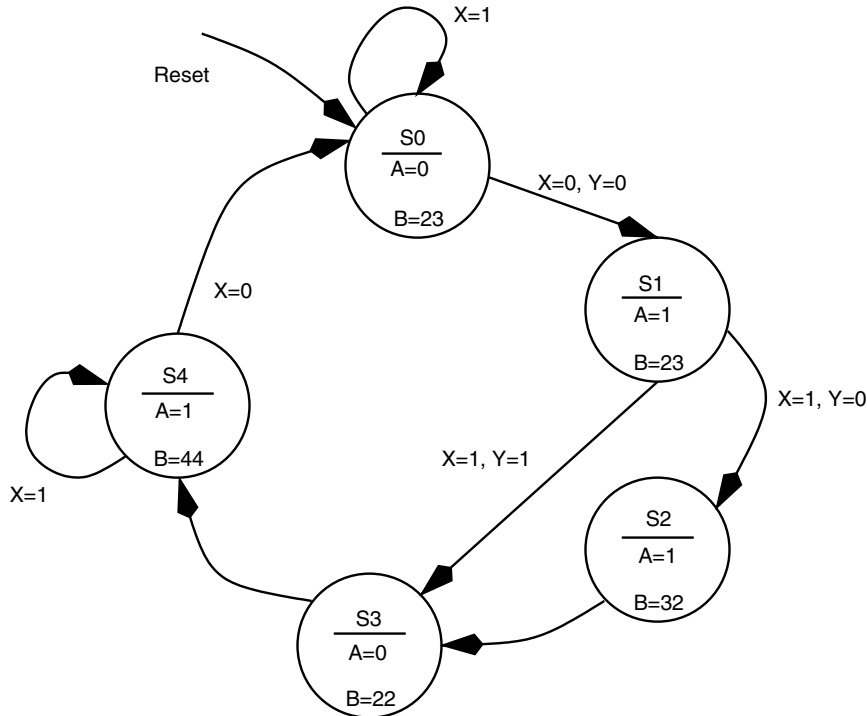 X=1
Reset
S0
A=0
B=23
X=0, Y=0
S1
A=1
B=23
X=0
S4
A=1
B=44
X=1
X=1, Y=0
X=1, Y=1
S2
A=1
B=32
S3
A=0
B=22